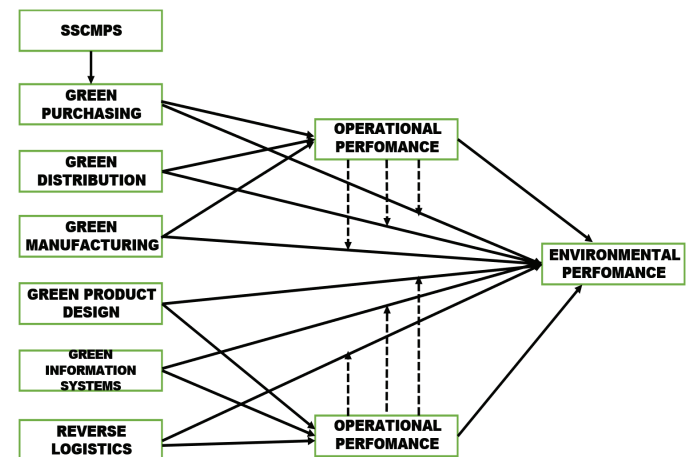 SSCMPS
GREEN
PURCHASING
GREEN
DISTRIBUTION
GREEN
MANUFACTURING
GREEN PRODUCT
DESIGN
GREEN
INFORMATION
SYSTEMS
REVERSE
LOGISTICS
OPERATIONAL
PERFOMANCE
OPERATIONAL
PERFOMANCE
ENVIRONMENTAL
PERFOMANCE